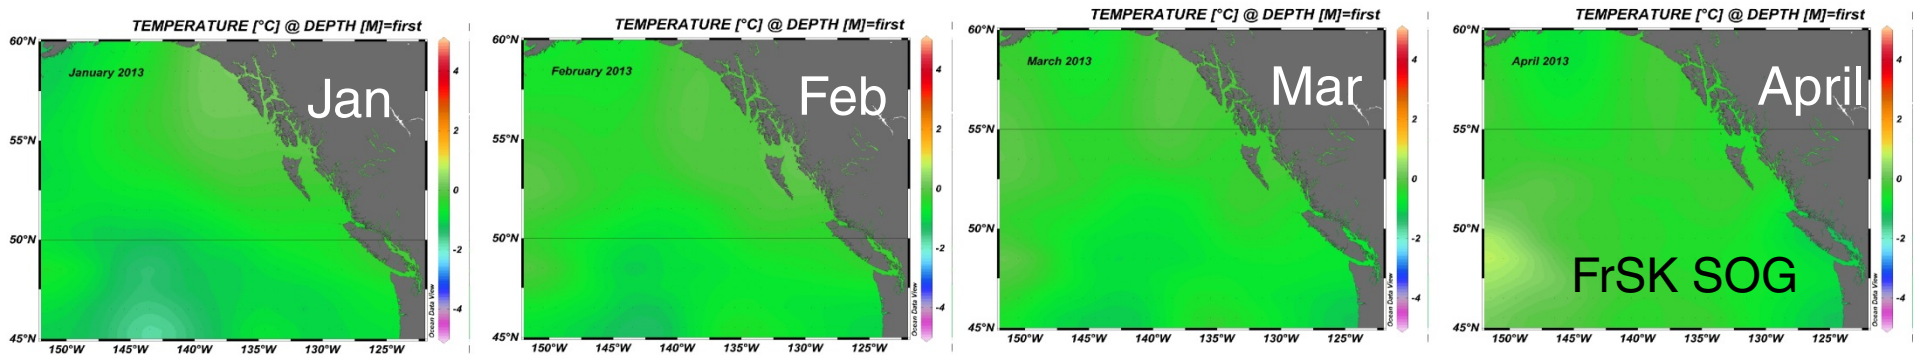 TEMPERATURE [°C] @ DEPTH [M]=first
60°N
55°N
50°N
45°N
150°W 145°W 140°W 135°W 130°W 125°W
January 2013
Jan
4
2
0
-2
-4
Ocean Data View
TEMPERATURE [°C] @ DEPTH [M]=first
60°N
55°N
50°N
45°N
150°W 145°W 140°W 135°W 130°W 125°W
February 2013
Feb
4
2
0
-2
-4
Ocean Data View
TEMPERATURE [°C] @ DEPTH [M]=first
60°N
55°N
50°N
45°N
150°W 145°W 140°W 135°W 130°W 125°W
March 2013
Mar
4
2
0
-2
-4
Ocean Data View
TEMPERATURE [°C] @ DEPTH [M]=first
60°N
55°N
50°N
45°N
150°W 145°W 140°W 135°W 130°W 125°W
April 2013
April
FrSK SOG
4
2
0
-2
-4
Ocean Data View